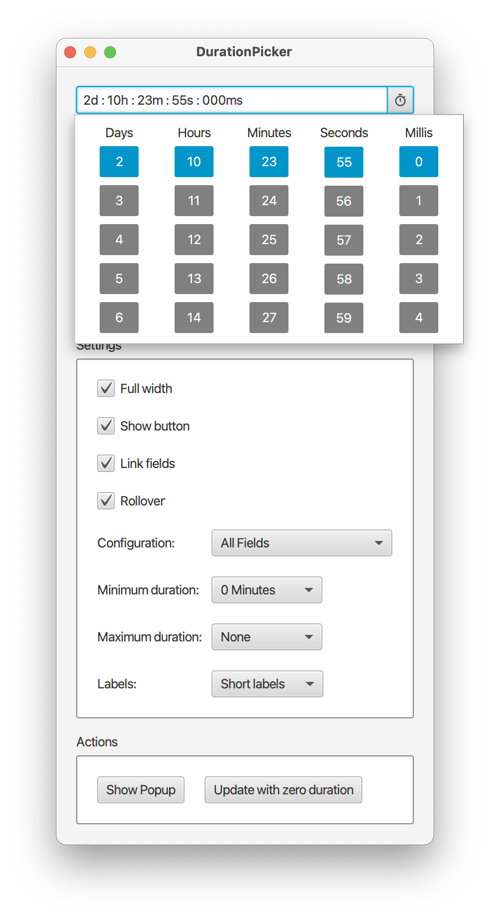 DurationPicker
2d : 10h : 23m : 55s : 000ms
Days Hours Minutes Seconds Millis
2 10 23 55 0
3 11 24 56 1
4 12 25 57 2
5 13 26 58 3
6 14 27 59 4
Settings
Full width
Show button
Link fields
Rollover
Configuration: All Fields
Minimum duration: 0 Minutes
Maximum duration: None
Labels: Short labels
Actions
Show Popup Update with zero duration